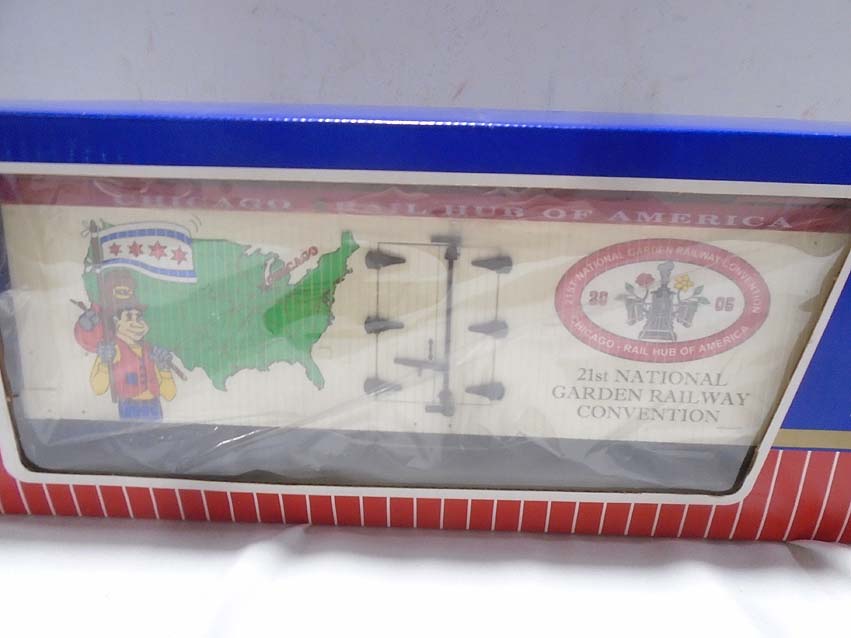 CHICAGO - RAIL HUB OF AMERICA
CHICAGO
21ST NATIONAL GARDEN RAILWAY CONVENTION
20 05
CHICAGO - RAIL HUB OF AMERICA
21st NATIONAL
GARDEN RAILWAY
CONVENTION